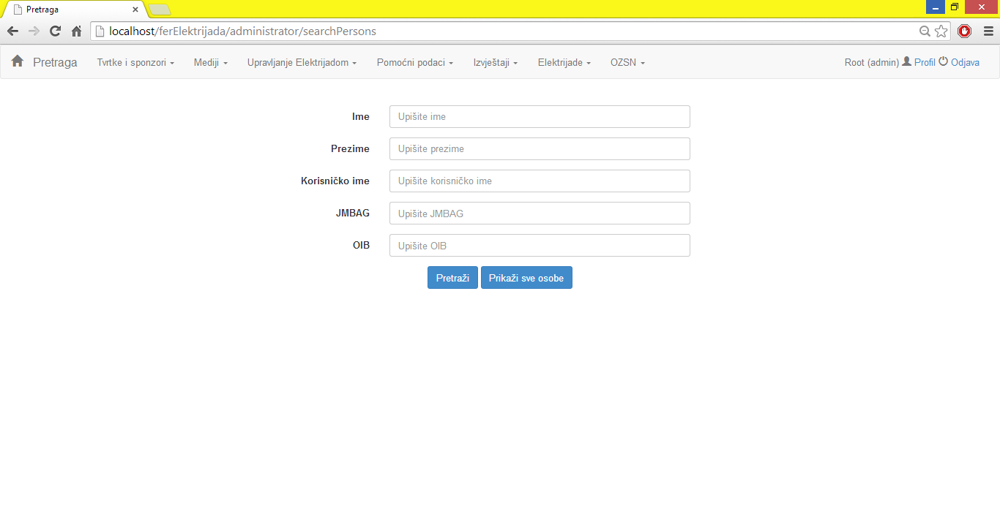 Pretraga
localhost/ferElektrijada/administrator/searchPersons
Pretraga Tvrtke i sponzori Mediji Upravljanje Elektrijadom Pomoćni podaci Izvještaji Elektrijade OZSN Root (admin) Profil Odjava
Ime Upišite ime
Prezime Upišite prezime
Korisničko ime Upišite korisničko ime
JMBAG Upišite JMBAG
OIB Upišite OIB
Pretraži Prikaži sve osobe